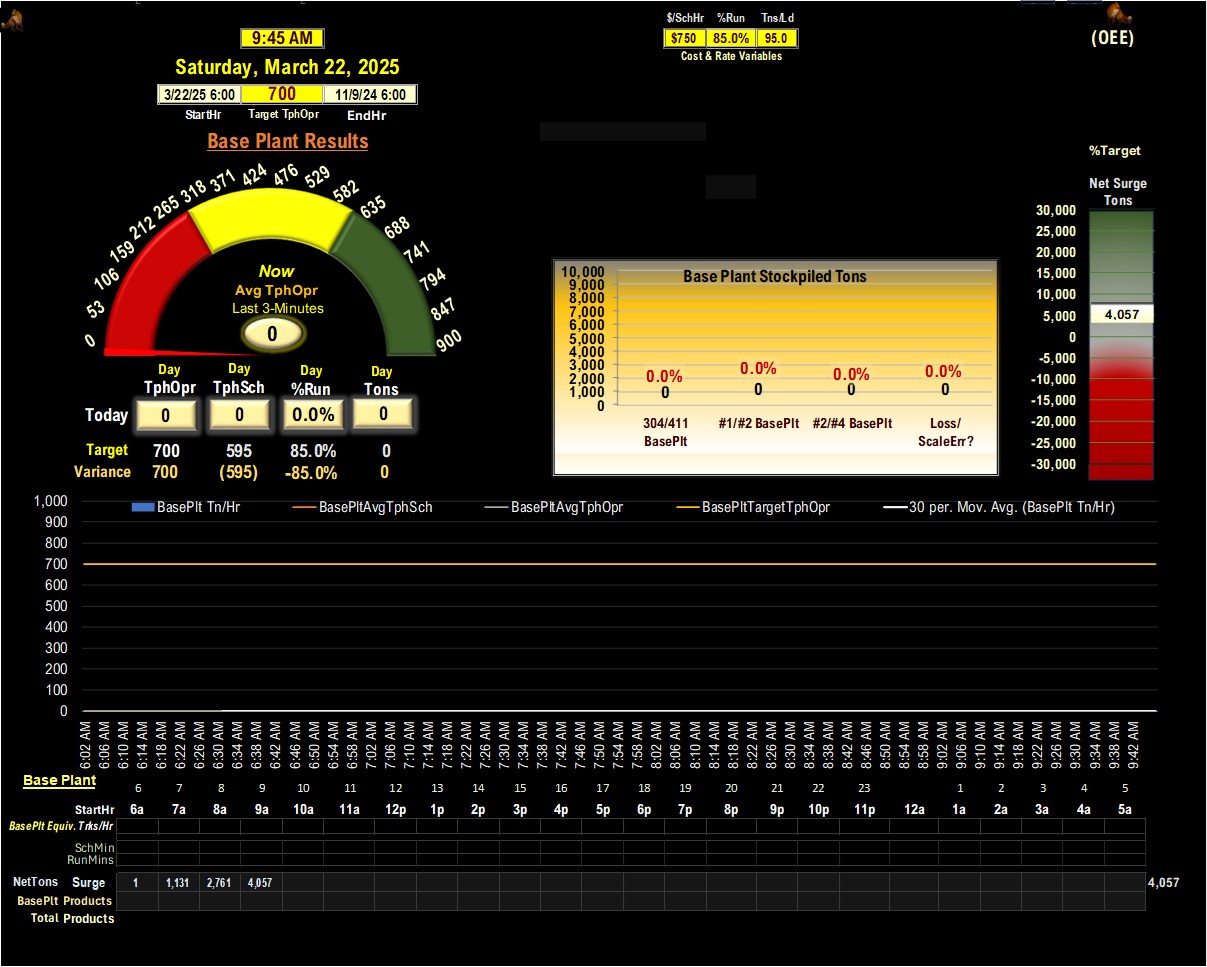 $/SchHr %Run Tns/Ld
9:45 AM $750 85.0% 95.0 (OEE)
Cost & Rate Variables
Saturday, March 22, 2025
3/22/25 6:00 700 11/9/24 6:00
StartHr Target TphOpr EndHr
Base Plant Results
0 53 106 159 212 265 318 371 424 476 529 582 635 688 741 794 847 900
Now
Avg TphOpr
Last 3-Minutes
0
Day Day Day Day
TphOpr TphSch %Run Tons
Today 0 0 0.0% 0
Target 700 595 85.0% 0
Variance 700 (595) -85.0% 0
Base Plant Stockpiled Tons
10,000
9,000
8,000
7,000
6,000
5,000
4,000
3,000
2,000
1,000
0
0.0% 0.0% 0.0% 0.0%
0 0 0 0
304/411 #1/#2 BasePlt #2/#4 BasePlt Loss/
BasePlt ScaleErr?
%Target
Net Surge
Tons
30,000
25,000
20,000
15,000
10,000
5,000 4,057
0
-5,000
-10,000
-15,000
-20,000
-25,000
-30,000
BasePlt Tn/Hr BasePltAvgTphSch BasePltAvgTphOpr BasePltTargetTphOpr 30 per. Mov. Avg. (BasePlt Tn/Hr)
1,000
900
800
700
600
500
400
300
200
100
0
6:02 AM 6:06 AM 6:10 AM 6:14 AM 6:22 AM 6:26 AM 6:34 AM 6:38 AM 6:42 AM 6:46 AM 6:50 AM 6:54 AM 6:58 AM 7:02 AM 7:06 AM 7:10 AM 7:14 AM 7:18 AM 7:22 AM 7:26 AM 7:30 AM 7:34 AM 7:38 AM 7:42 AM 7:46 AM 7:50 AM 7:54 AM 7:58 AM 8:02 AM 8:06 AM 8:10 AM 8:14 AM 8:18 AM 8:22 AM 8:26 AM 8:30 AM 8:34 AM 8:38 AM 8:42 AM 8:46 AM 8:50 AM 8:54 AM 8:58 AM 9:02 AM 9:06 AM 9:10 AM 9:14 AM 9:18 AM 9:22 AM 9:26 AM 9:30 AM 9:34 AM 9:38 AM 9:42 AM
Base Plant
6 7 8 9 10 11 12 13 14 15 16 17 18 19 20 21 22 23 1 2 3 4 5
StartHr 6a 7a 8a 9a 10a 11a 12p 1p 2p 3p 4p 5p 6p 7p 8p 9p 10p 11p 12a 1a 2a 3a 4a 5a
BasePlt Equiv. Trks/Hr
SchMin
RunMins
NetTons Surge 1 1,131 2,761 4,057 4,057
BasePlt Products
Total Products